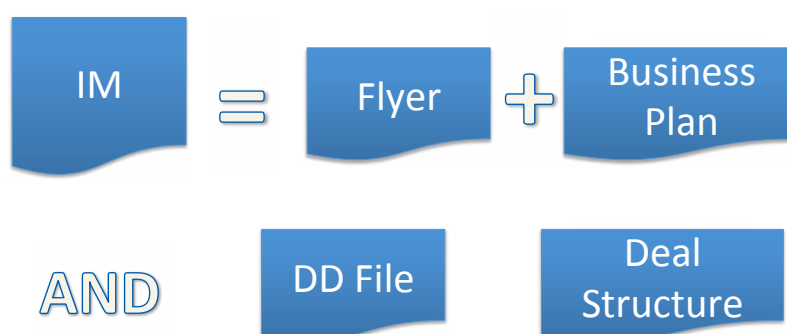 IM = Flyer + Business
Plan
AND DD File Deal
Structure